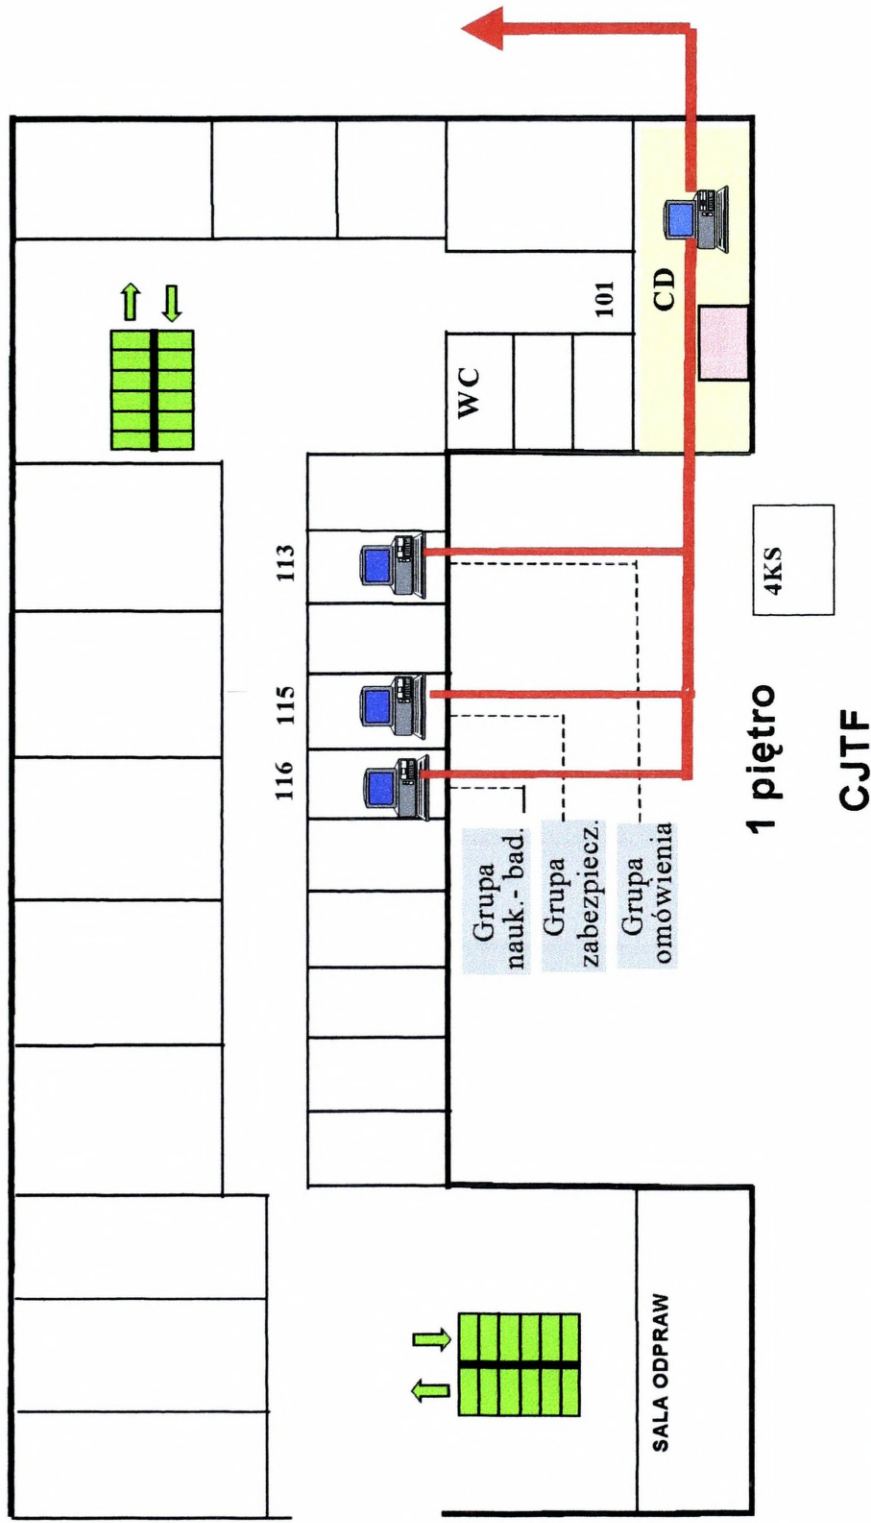 WC
101
CD
113
115
116
4KS
Grupa
nauk.- bad.
Grupa
zabezpiecz.
Grupa
omówienia
SALA ODPRAW
1 piętro
CJTF